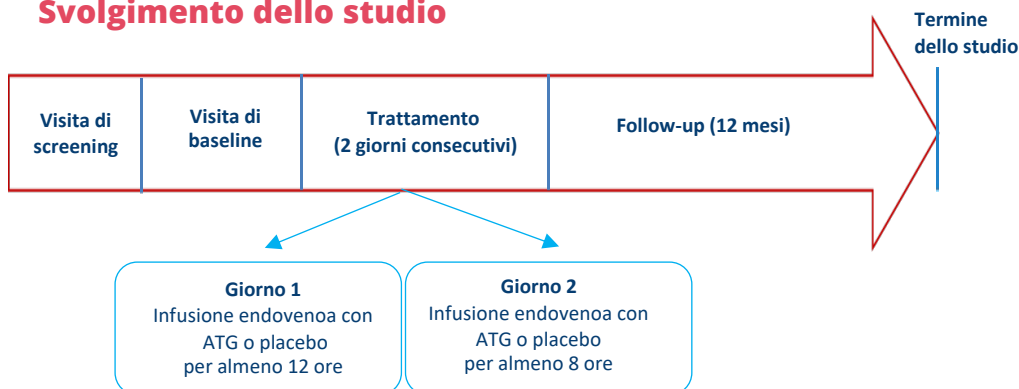 Svolgimento dello studio
Termine
dello studio
Visita di
screening
Visita di
baseline
Trattamento
(2 giorni consecutivi)
Follow-up (12 mesi)
Giorno 1
Infusione endovenoa con
ATG o placebo
per almeno 12 ore
Giorno 2
Infusione endovenoa con
ATG o placebo
per almeno 8 ore